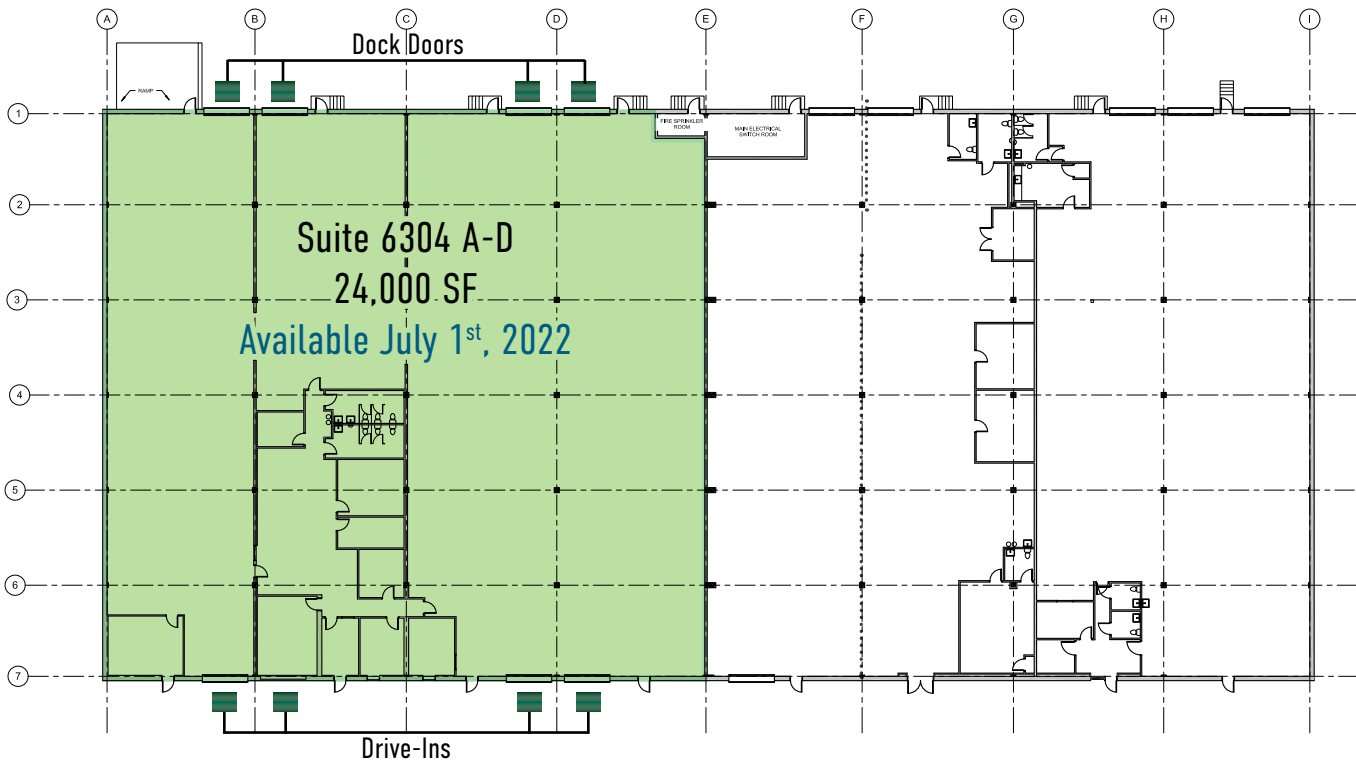 A B C D E F G H I
Dock Doors
RAMP
1
FIRE SPRINKLER
ROOM
MAIN ELECTRICAL
SWITCH ROOM
2
Suite 6304 A-D
24,000 SF
3
Available July 1st, 2022
4
5
6
7
Drive-Ins